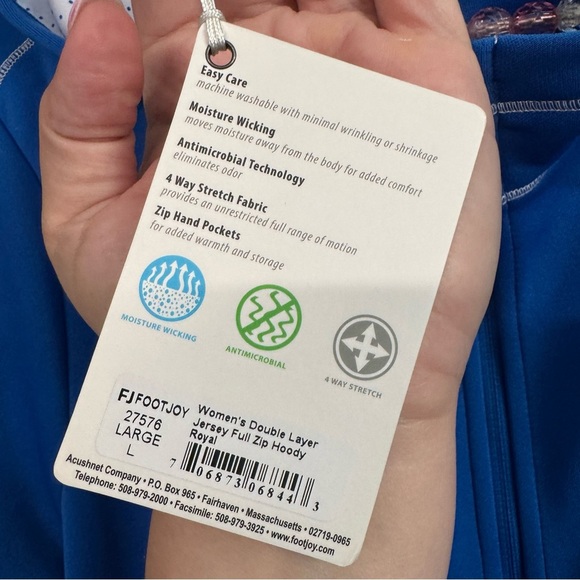 Easy Care
machine washable with minimal wrinkling or shrinkage
Moisture Wicking
moves moisture away from the body for added comfort
Antimicrobial Technology
eliminates odor
4 Way Stretch Fabric
provides an unrestricted full range of motion
Zip Hand Pockets
for added warmth and storage
MOISTURE WICKING
ANTIMICROBIAL
4 WAY STRETCH
FJ FOOTJOY
27576
LARGE
L
Women's Double Layer
Jersey Full Zip Hoody
Royal
7 06873 06844 3
Acushnet Company • P.O. Box 965 • Fairhaven • Massachusetts • 02719-0965
Telephone: 508-979-2000 • Facsimile: 508-979-3925 • www.footjoy.com